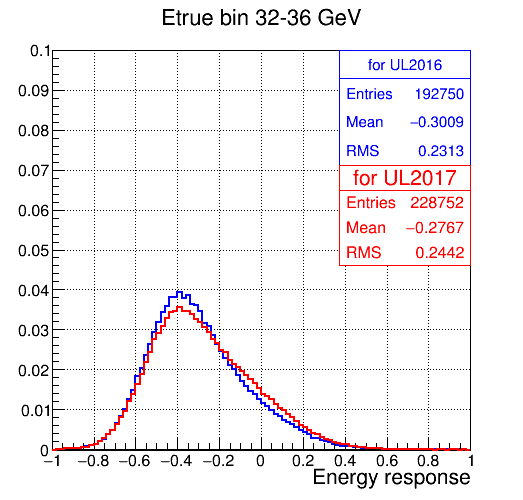 Etrue bin 32-36 GeV
for UL2016
Entries 192750
Mean −0.3009
RMS 0.2313
for UL2017
Entries 228752
Mean −0.2767
RMS 0.2442
0.1
0.09
0.08
0.07
0.06
0.05
0.04
0.03
0.02
0.01
0
−1 −0.8 −0.6 −0.4 −0.2 0 0.2 0.4 0.6 0.8 1
Energy response